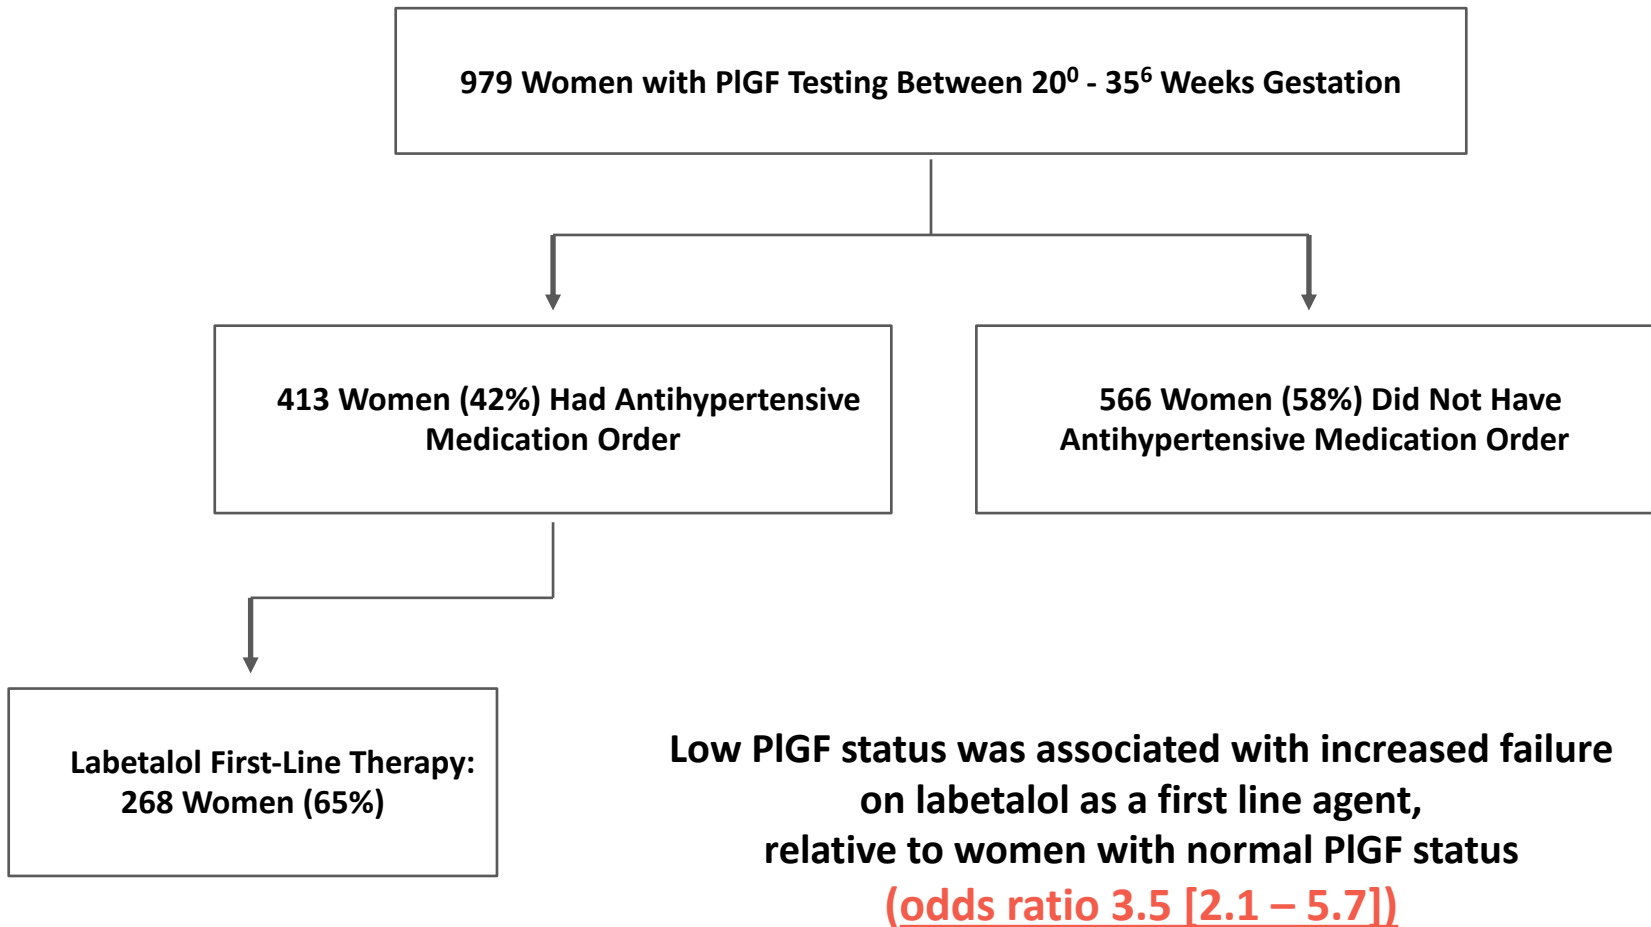 979 Women with PlGF Testing Between 20⁰ - 35⁶ Weeks Gestation
413 Women (42%) Had Antihypertensive
Medication Order
566 Women (58%) Did Not Have
Antihypertensive Medication Order
Labetalol First-Line Therapy:
268 Women (65%)
Low PlGF status was associated with increased failure
on labetalol as a first line agent,
relative to women with normal PlGF status
(odds ratio 3.5 [2.1 – 5.7])